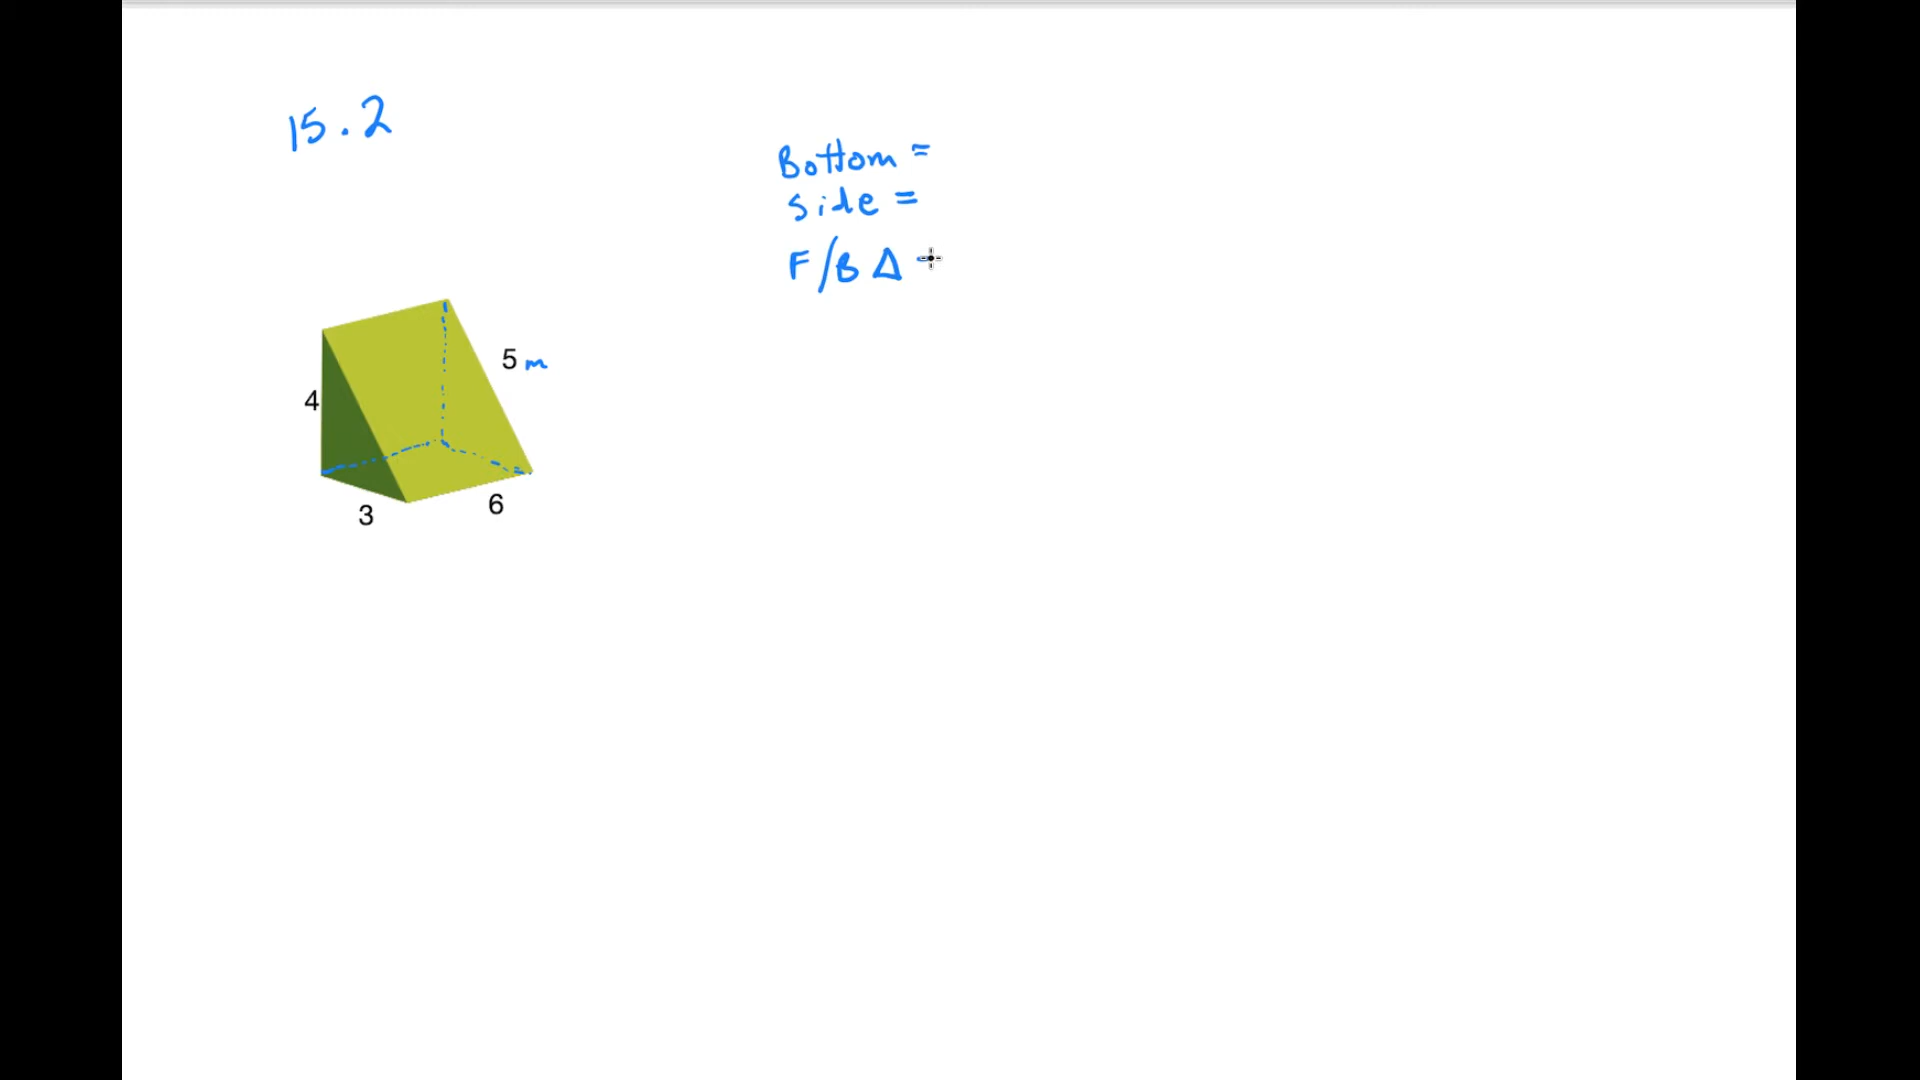 15.2
Bottom =
side =
F/B Δ
5 m
4
6
3